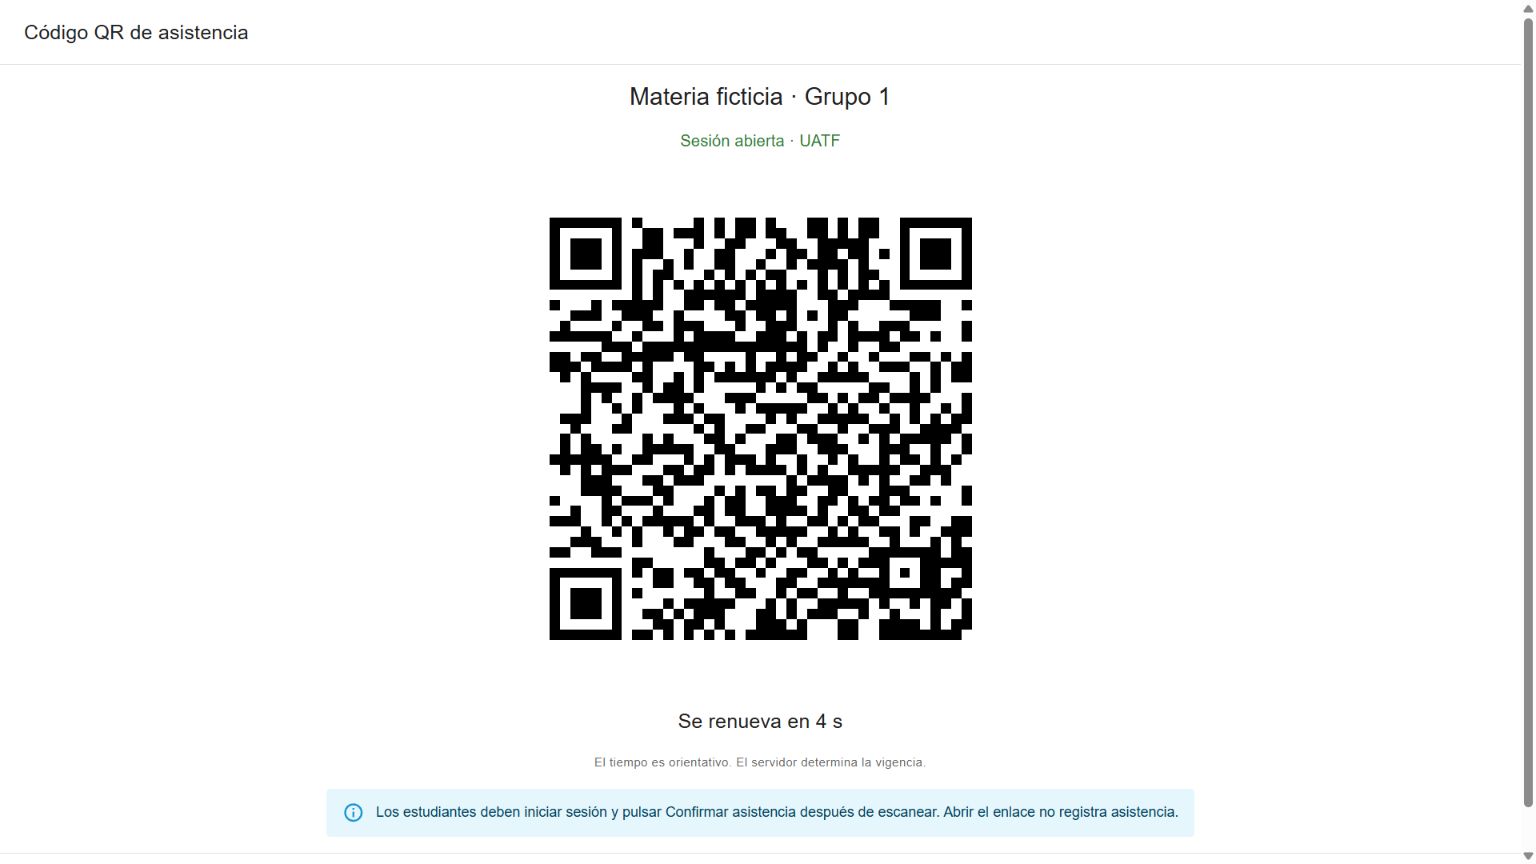 Código QR de asistencia
Materia ficticia · Grupo 1
Sesión abierta · UATF
Se renueva en 4 s
El tiempo es orientativo. El servidor determina la vigencia.
Los estudiantes deben iniciar sesión y pulsar Confirmar asistencia después de escanear. Abrir el enlace no registra asistencia.